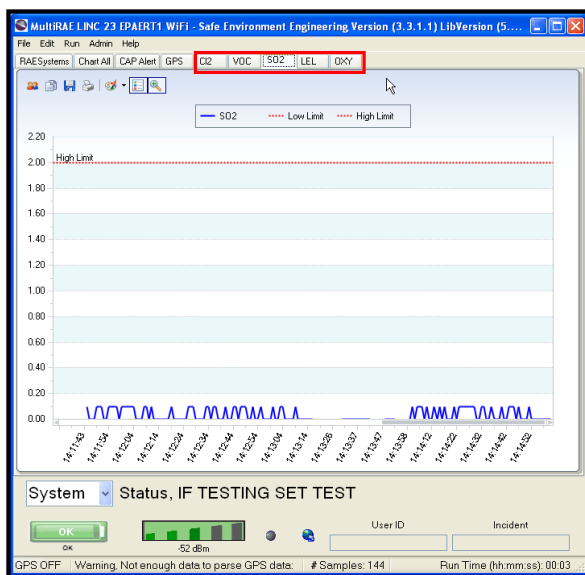 MultiRAE LINC 23 EPAERT1 WiFi - Safe Environment Engineering Version (3.3.1.1) LibVersion (5....
File Edit Run Admin Help
RAESystems Chart All CAP Alert GPS Cl2 VOC SO2 LEL OXY
SO2 Low Limit High Limit
2.20
High Limit
2.00
1.80
1.60
1.40
1.20
1.00
0.80
0.60
0.40
0.20
0.00
14:11:43 14:11:54 14:12:04 14:12:14 14:12:24 14:12:34 14:12:44 14:12:54 14:13:04 14:13:14 14:13:26 14:13:37 14:13:47 14:13:58 14:14:12 14:14:22 14:14:32 14:14:42 14:14:52
System Status, IF TESTING SET TEST
User ID Incident
OK
OK -52 dBm
GPS OFF Warning, Not enough data to parse GPS data: # Samples: 144 Run Time (hh:mm:ss): 00:03